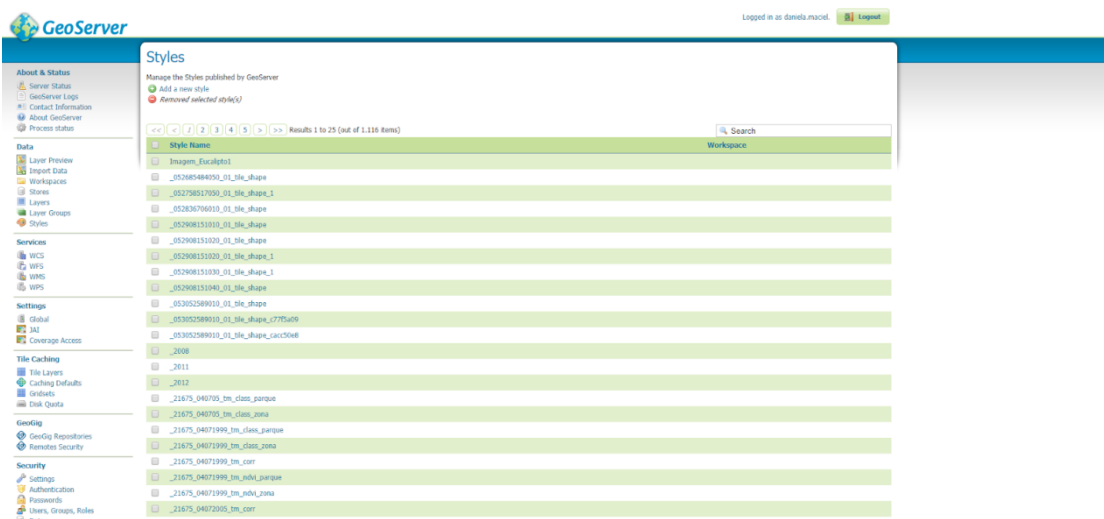 GeoServer
Logged in as daniela.maciel.
Logout
About & Status
Server Status
GeoServer Logs
Contact Information
About GeoServer
Process status
Data
Layer Preview
Import Data
Workspaces
Stores
Layers
Layer Groups
Styles
Services
WCS
WFS
WMS
WPS
Settings
Global
JAI
Coverage Access
Tile Caching
Tile Layers
Caching Defaults
Gridsets
Disk Quota
GeoGig
GeoGig Repositories
Remotes Security
Security
Settings
Authentication
Passwords
Users, Groups, Roles
Styles
Manage the Styles published by GeoServer
Add a new style
Removed selected style(s)
<< < 1 2 3 4 5 > >> Results 1 to 25 (out of 1.116 items)
Search
Style Name Workspace
Imagem_Eucalipto1
_052685484050_01_tile_shape
_052758517050_01_tile_shape_1
_052836706010_01_tile_shape
_052908151010_01_tile_shape
_052908151020_01_tile_shape
_052908151020_01_tile_shape_1
_052908151030_01_tile_shape_1
_052908151040_01_tile_shape
_053052589010_01_tile_shape
_053052589010_01_tile_shape_c77f5a09
_053052589010_01_tile_shape_cacc50e8
_2008
_2011
_2012
_21675_040705_tm_class_parque
_21675_040705_tm_class_zona
_21675_04071999_tm_class_parque
_21675_04071999_tm_class_zona
_21675_04071999_tm_corr
_21675_04071999_tm_ndvi_parque
_21675_04071999_tm_ndvi_zona
_21675_04072005_tm_corr